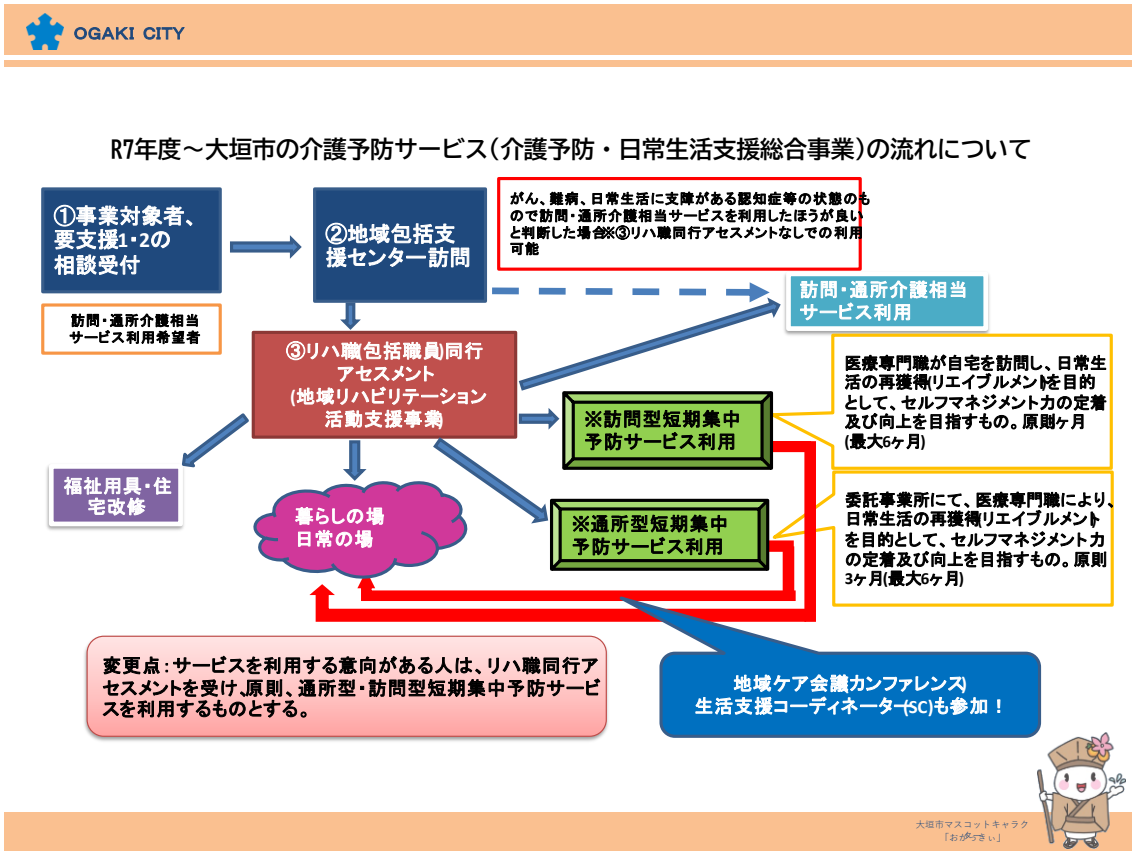 OGAKI CITY
R7年度～大垣市の介護予防サービス(介護予防・日常生活支援総合事業)の流れについて
①事業対象者、
要支援1・2の
相談受付
②地域包括支
援センター訪問
がん、難病、日常生活に支障がある認知症等の状態のも
ので訪問・通所介護相当サービスを利用したほうが良い
と判断した場合※③リハ職同行アセスメントなしでの利用
可能
訪問・通所介護相当
サービス利用
訪問・通所介護相当
サービス利用希望者
③リハ職(包括職員)同行
アセスメント
(地域リハビリテーション
活動支援事業)
医療専門職が自宅を訪問し、日常生
活の再獲得(リエイブルメント)を目的
として、セルフマネジメント力の定着
及び向上を目指すもの。原則ヶ月
(最大6ヶ月)
※訪問型短期集中
予防サービス利用
福祉用具・住
宅改修
暮らしの場
日常の場
※通所型短期集中
予防サービス利用
委託事業所にて、医療専門職により、
日常生活の再獲得(リエイブルメント)
を目的として、セルフマネジメント力
の定着及び向上を目指すもの。原則
3ヶ月(最大6ヶ月)
変更点：サービスを利用する意向がある人は、リハ職同行ア
セスメントを受け、原則、通所型・訪問型短期集中予防サービ
スを利用するものとする。
地域ケア会議カンファレンス)
生活支援コーディネーター(SC)も参加！
大垣市マスコットキャラク
「おがっきぃ」